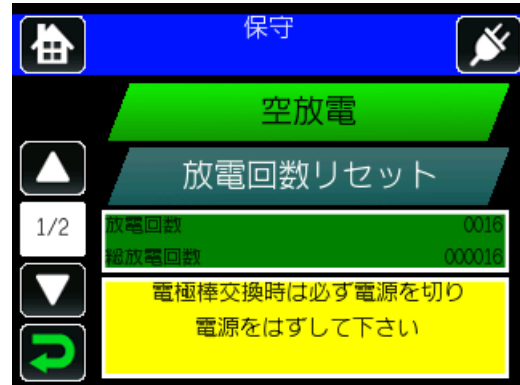 保守
空放電
放電回数リセット
1/2
放電回数 0016
総放電回数 000016
電極棒交換時は必ず電源を切り
電源をはずして下さい